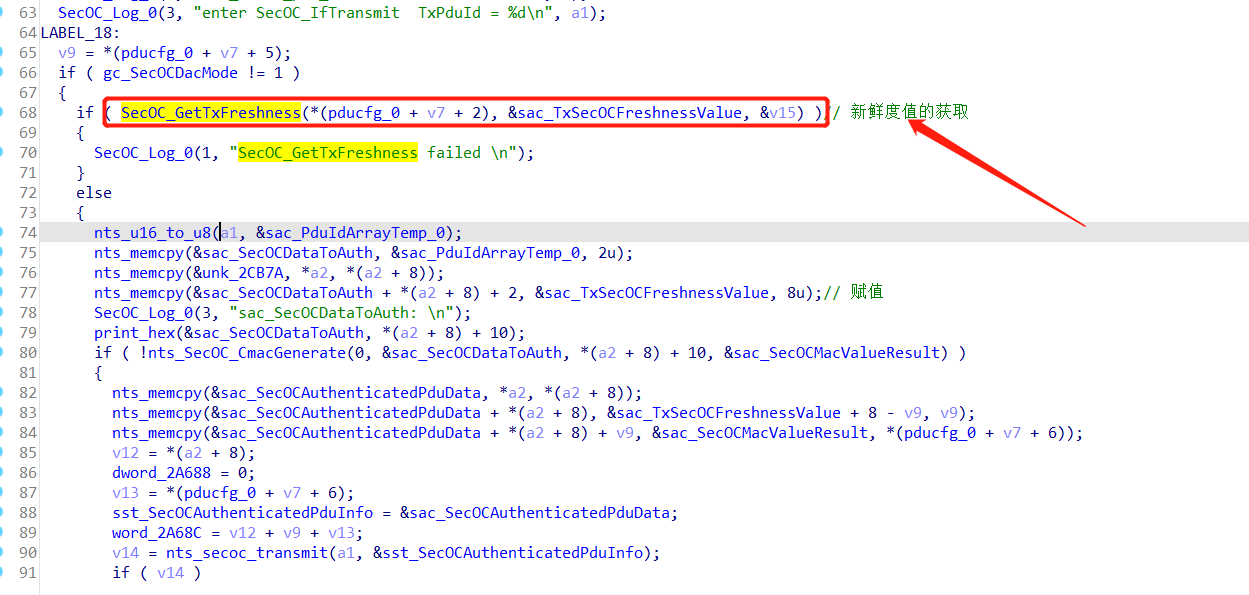 63 SecOC_Log_0(3, "enter SecOC_IfTransmit  TxPduId = %d\n", a1);
64 LABEL_18:
65 v9 = *(pducfg_0 + v7 + 5);
66 if ( gc_SecOCDacMode != 1 )
67 {
68 if ( SecOC_GetTxFreshness(*(pducfg_0 + v7 + 2), &sac_TxSecOCFreshnessValue, &v15) )// 新鲜度值的获取
69 {
70 SecOC_Log_0(1, "SecOC_GetTxFreshness failed \n");
71 }
72 else
73 {
74 nts_u16_to_u8(a1, &sac_PduIdArrayTemp_0);
75 nts_memcpy(&sac_SecOCDataToAuth, &sac_PduIdArrayTemp_0, 2u);
76 nts_memcpy(&unk_2CB7A, *a2, *(a2 + 8));
77 nts_memcpy(&sac_SecOCDataToAuth + *(a2 + 8) + 2, &sac_TxSecOCFreshnessValue, 8u);// 赋值
78 SecOC_Log_0(3, "sac_SecOCDataToAuth: \n");
79 print_hex(&sac_SecOCDataToAuth, *(a2 + 8) + 10);
80 if ( !nts_SecOC_CmacGenerate(0, &sac_SecOCDataToAuth, *(a2 + 8) + 10, &sac_SecOCMacValueResult) )
81 {
82 nts_memcpy(&sac_SecOCAuthenticatedPduData, *a2, *(a2 + 8));
83 nts_memcpy(&sac_SecOCAuthenticatedPduData + *(a2 + 8), &sac_TxSecOCFreshnessValue + 8 - v9, v9);
84 nts_memcpy(&sac_SecOCAuthenticatedPduData + *(a2 + 8) + v9, &sac_SecOCMacValueResult, *(pducfg_0 + v7 + 6));
85 v12 = *(a2 + 8);
86 dword_2A688 = 0;
87 v13 = *(pducfg_0 + v7 + 6);
88 sst_SecOCAuthenticatedPduInfo = &sac_SecOCAuthenticatedPduData;
89 word_2A68C = v12 + v9 + v13;
90 v14 = nts_secoc_transmit(a1, &sst_SecOCAuthenticatedPduInfo);
91 if ( v14 )